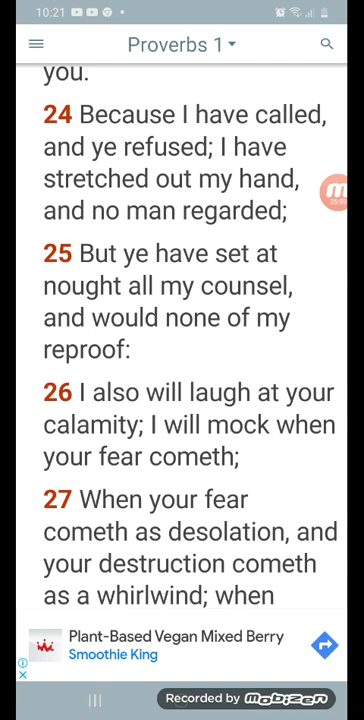 10:21
Proverbs 1
you.
24 Because I have called,
and ye refused; I have
stretched out my hand,
and no man regarded;
35:59
25 But ye have set at
nought all my counsel,
and would none of my
reproof:
26 I also will laugh at your
calamity; I will mock when
your fear cometh;
27 When your fear
cometh as desolation, and
your destruction cometh
as a whirlwind; when
Plant-Based Vegan Mixed Berry
Smoothie King
Recorded by mobizen